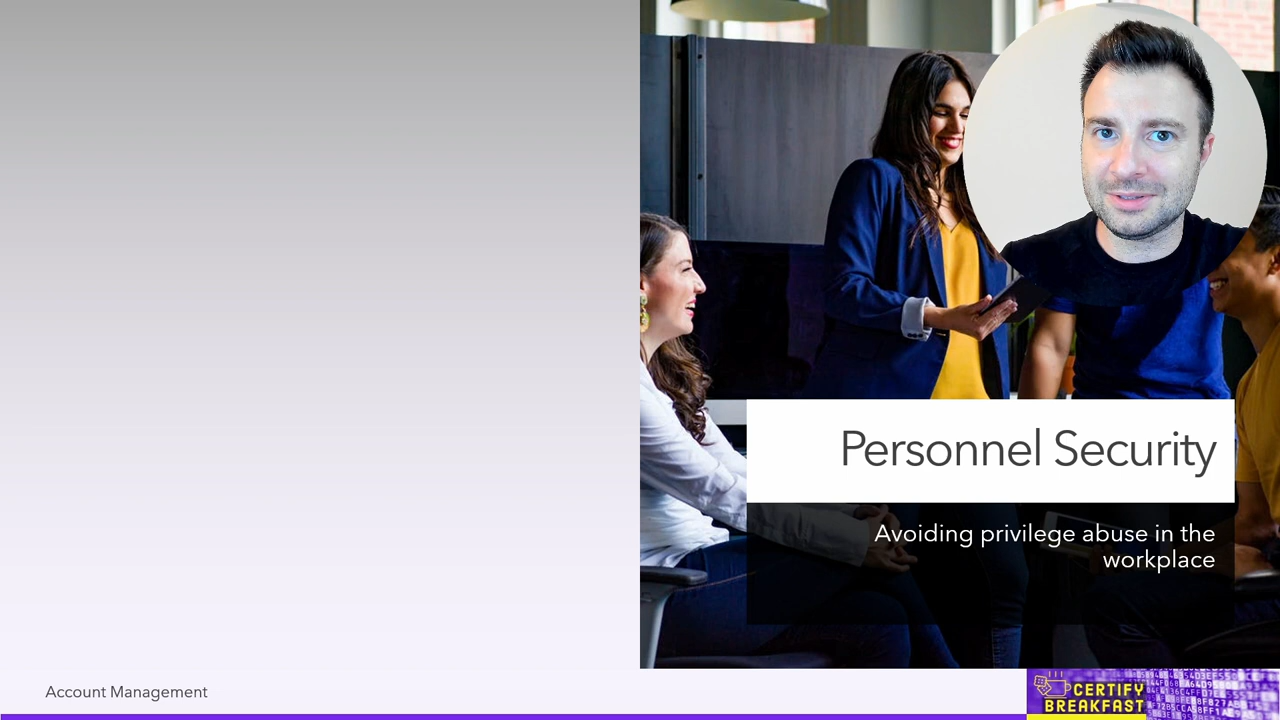 Personnel Security
Avoiding privilege abuse in the
workplace
Account Management
CERTIFY
BREAKFAST